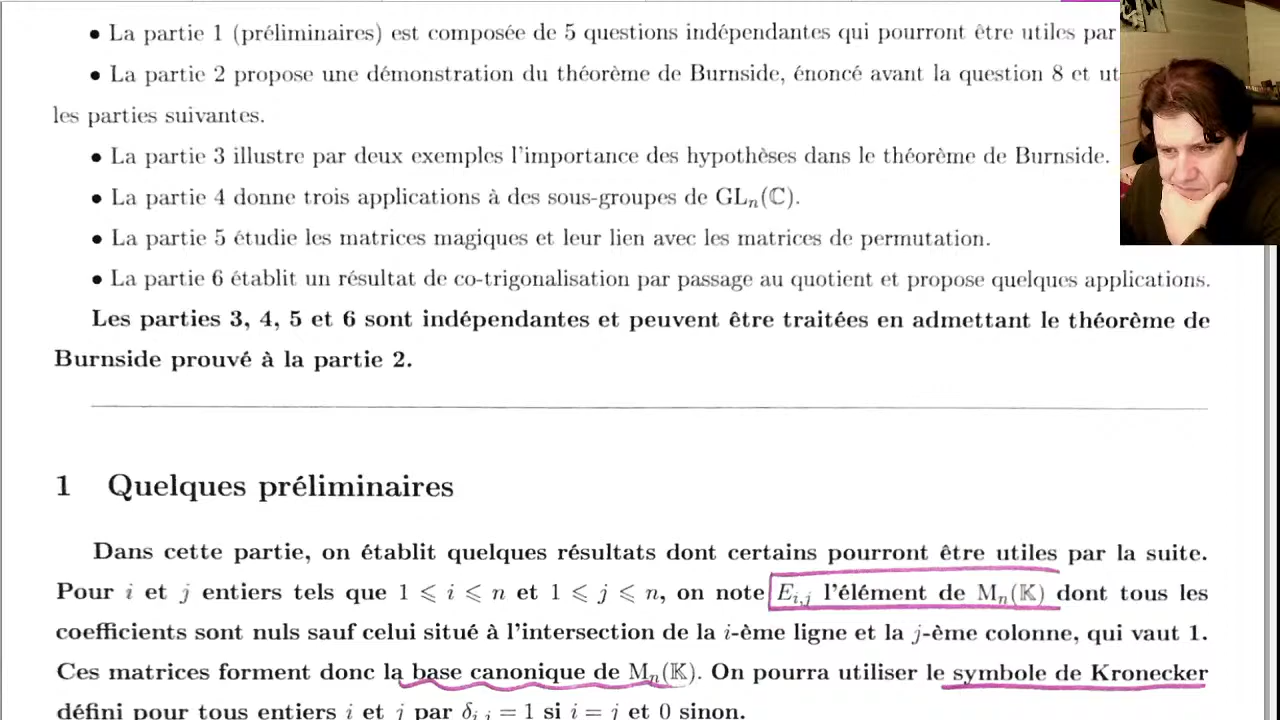 • La partie 1 (préliminaires) est composée de 5 questions indépendantes qui pourront être utiles par
• La partie 2 propose une démonstration du théorème de Burnside, énoncé avant la question 8 et ut
les parties suivantes.
• La partie 3 illustre par deux exemples l'importance des hypothèses dans le théorème de Burnside.
• La partie 4 donne trois applications à des sous-groupes de GLₙ(ℂ).
• La partie 5 étudie les matrices magiques et leur lien avec les matrices de permutation.
• La partie 6 établit un résultat de co-trigonalisation par passage au quotient et propose quelques applications.
Les parties 3, 4, 5 et 6 sont indépendantes et peuvent être traitées en admettant le théorème de
Burnside prouvé à la partie 2.
1 Quelques préliminaires
Dans cette partie, on établit quelques résultats dont certains pourront être utiles par la suite.
Pour i et j entiers tels que 1 ⩽ i ⩽ n et 1 ⩽ j ⩽ n, on note E_{i,j} l'élément de Mₙ(𝕂) dont tous les
coefficients sont nuls sauf celui situé à l'intersection de la i-ème ligne et la j-ème colonne, qui vaut 1.
Ces matrices forment donc la base canonique de Mₙ(𝕂). On pourra utiliser le symbole de Kronecker
défini pour tous entiers i et j par δ_{i,j} = 1 si i = j et 0 sinon.